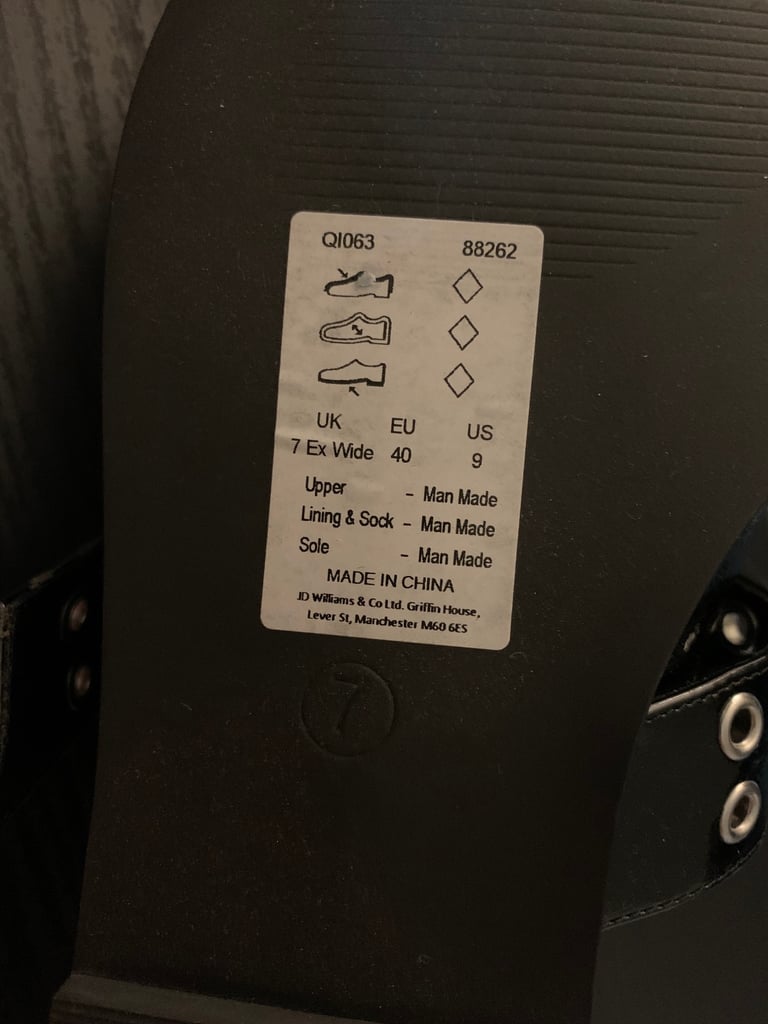 QI063 88262
UK EU US
7 Ex Wide 40 9
Upper - Man Made
Lining & Sock - Man Made
Sole - Man Made
MADE IN CHINA
JD Williams & Co Ltd. Griffin House,
Lever St, Manchester M60 6ES
7